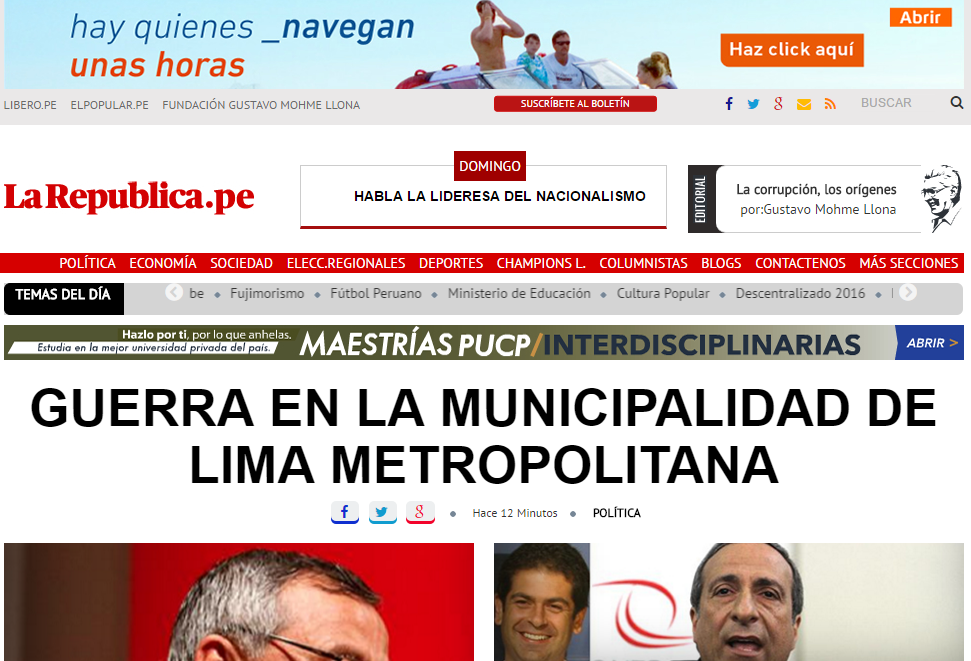 hay quienes _navegan
unas horas
Abrir
Haz click aquí
LIBERO.PE ELPOPULAR.PE FUNDACIÓN GUSTAVO MOHME LLONA
SUSCRÍBETE AL BOLETÍN
BUSCAR
LaRepublica.pe
DOMINGO
HABLA LA LIDERESA DEL NACIONALISMO
EDITORIAL
La corrupción, los orígenes
por:Gustavo Mohme Llona
POLÍTICA ECONOMÍA SOCIEDAD ELECC.REGIONALES DEPORTES CHAMPIONS L. COLUMNISTAS BLOGS CONTACTENOS MÁS SECCIONES
TEMAS DEL DÍA
be • Fujimorismo • Fútbol Peruano • Ministerio de Educación • Cultura Popular • Descentralizado 2016 •
Hazlo por ti, por lo que anhelas.
Estudia en la mejor universidad privada del país.
MAESTRÍAS PUCP/INTERDISCIPLINARIAS
ABRIR >
GUERRA EN LA MUNICIPALIDAD DE
LIMA METROPOLITANA
Hace 12 Minutos • POLÍTICA